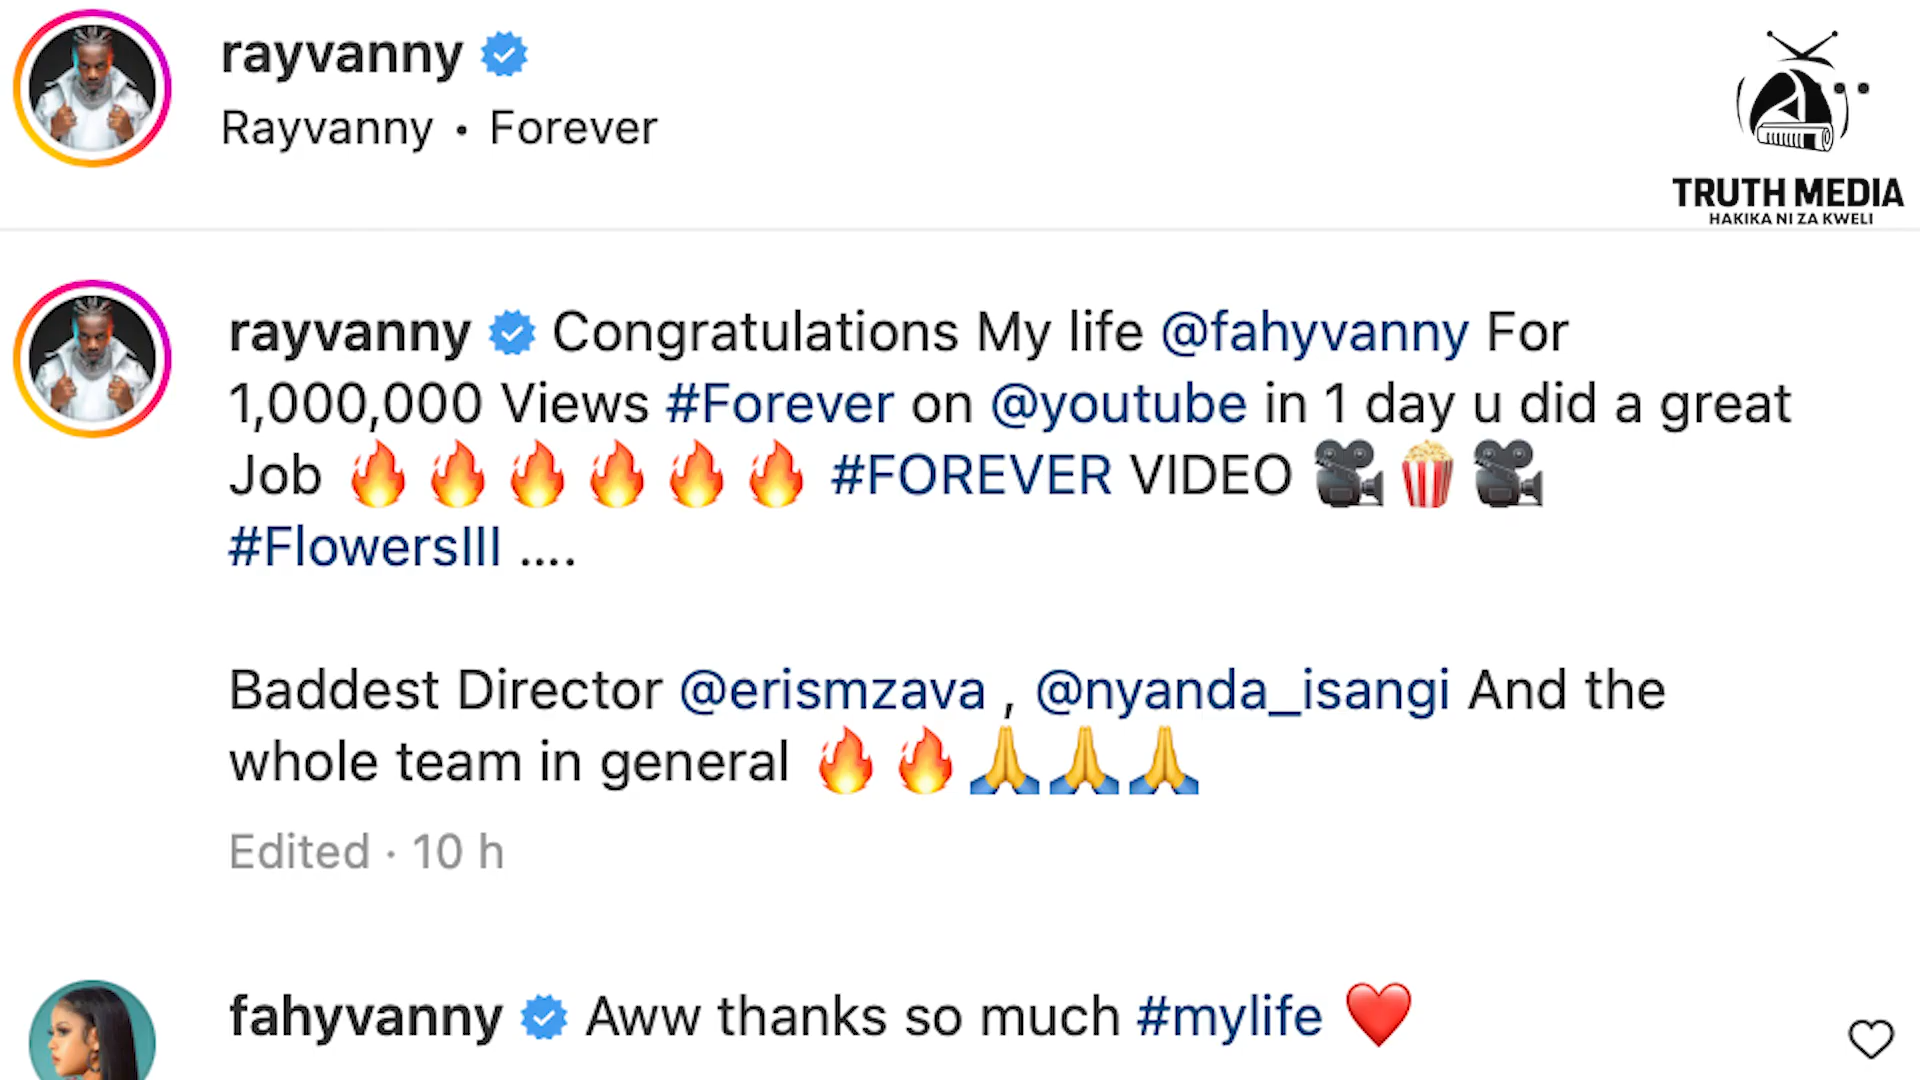 rayvanny
Rayvanny • Forever
TRUTH MEDIA
HAKIKA NI ZA KWELI
rayvanny Congratulations My life @fahyvanny For
1,000,000 Views #Forever on @youtube in 1 day u did a great
Job 🔥🔥🔥🔥🔥🔥 #FOREVER VIDEO 🎥🍿🎥
#FlowersIII ....
Baddest Director @erismzava , @nyanda_isangi And the
whole team in general 🔥🔥🙏🙏🙏
Edited · 10 h
fahyvanny Aww thanks so much #mylife ❤️